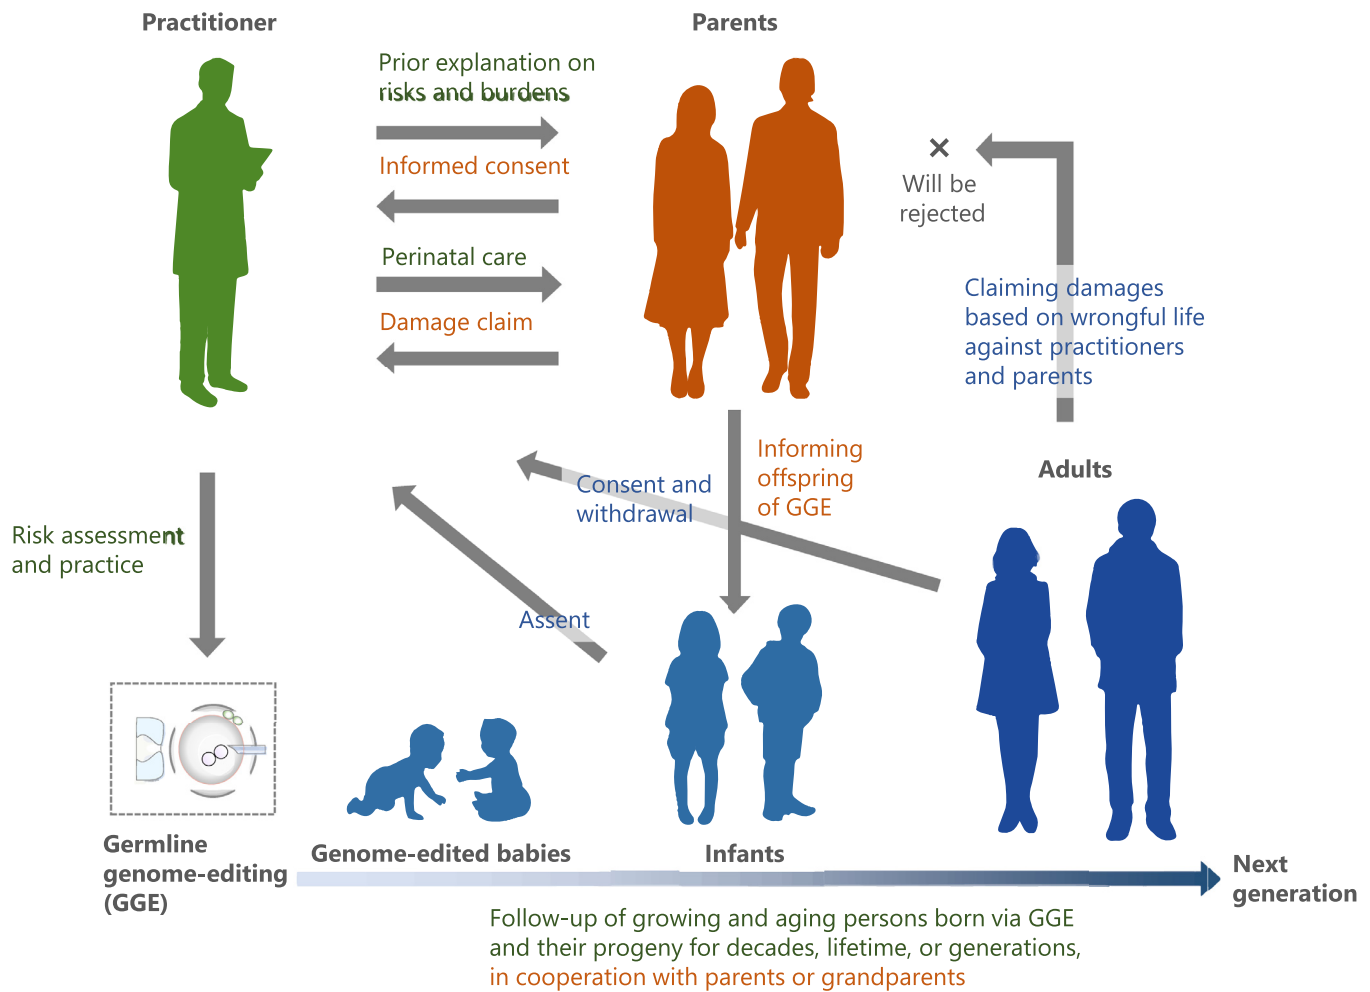 Practitioner
Parents
Prior explanation on
risks and burdens
Informed consent
Perinatal care
Damage claim
×
Will be
rejected
Claiming damages
based on wrongful life
against practitioners
and parents
Informing
offspring
of GGE
Adults
Consent and
withdrawal
Risk assessment
and practice
Assent
Germline
genome-editing
(GGE)
Genome-edited babies
Infants
Next
generation
Follow-up of growing and aging persons born via GGE
and their progeny for decades, lifetime, or generations,
in cooperation with parents or grandparents